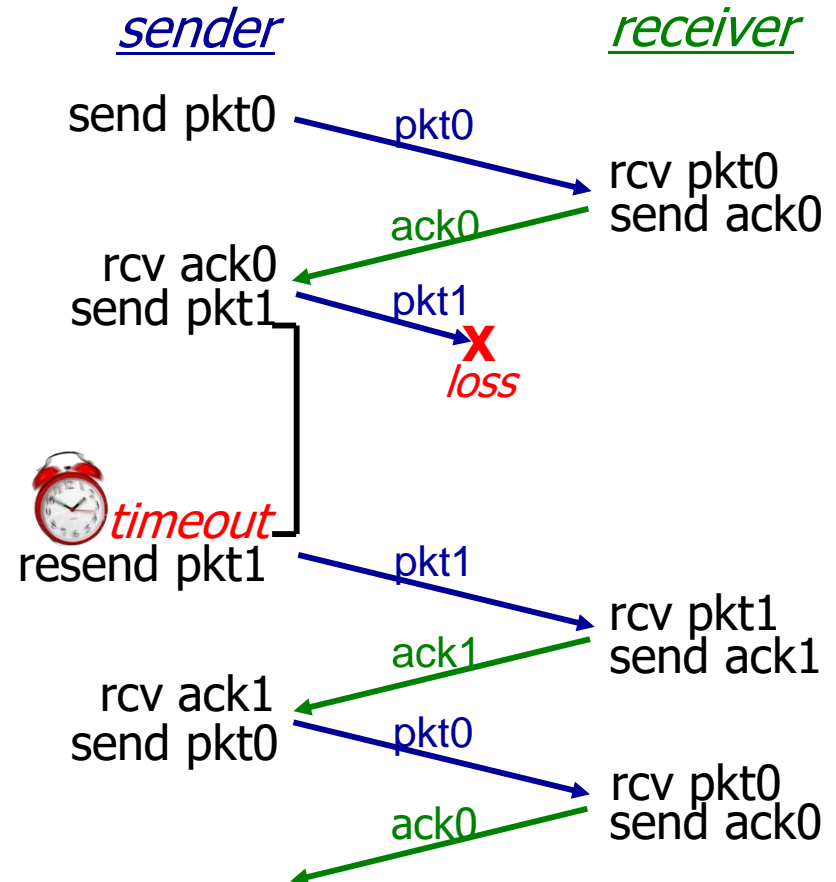 sender
receiver
send pkt0
pkt0
rcv pkt0
send ack0
ack0
rcv ack0
send pkt1
pkt1
X
loss
timeout
resend pkt1
pkt1
rcv pkt1
send ack1
ack1
rcv ack1
send pkt0
pkt0
rcv pkt0
send ack0
ack0